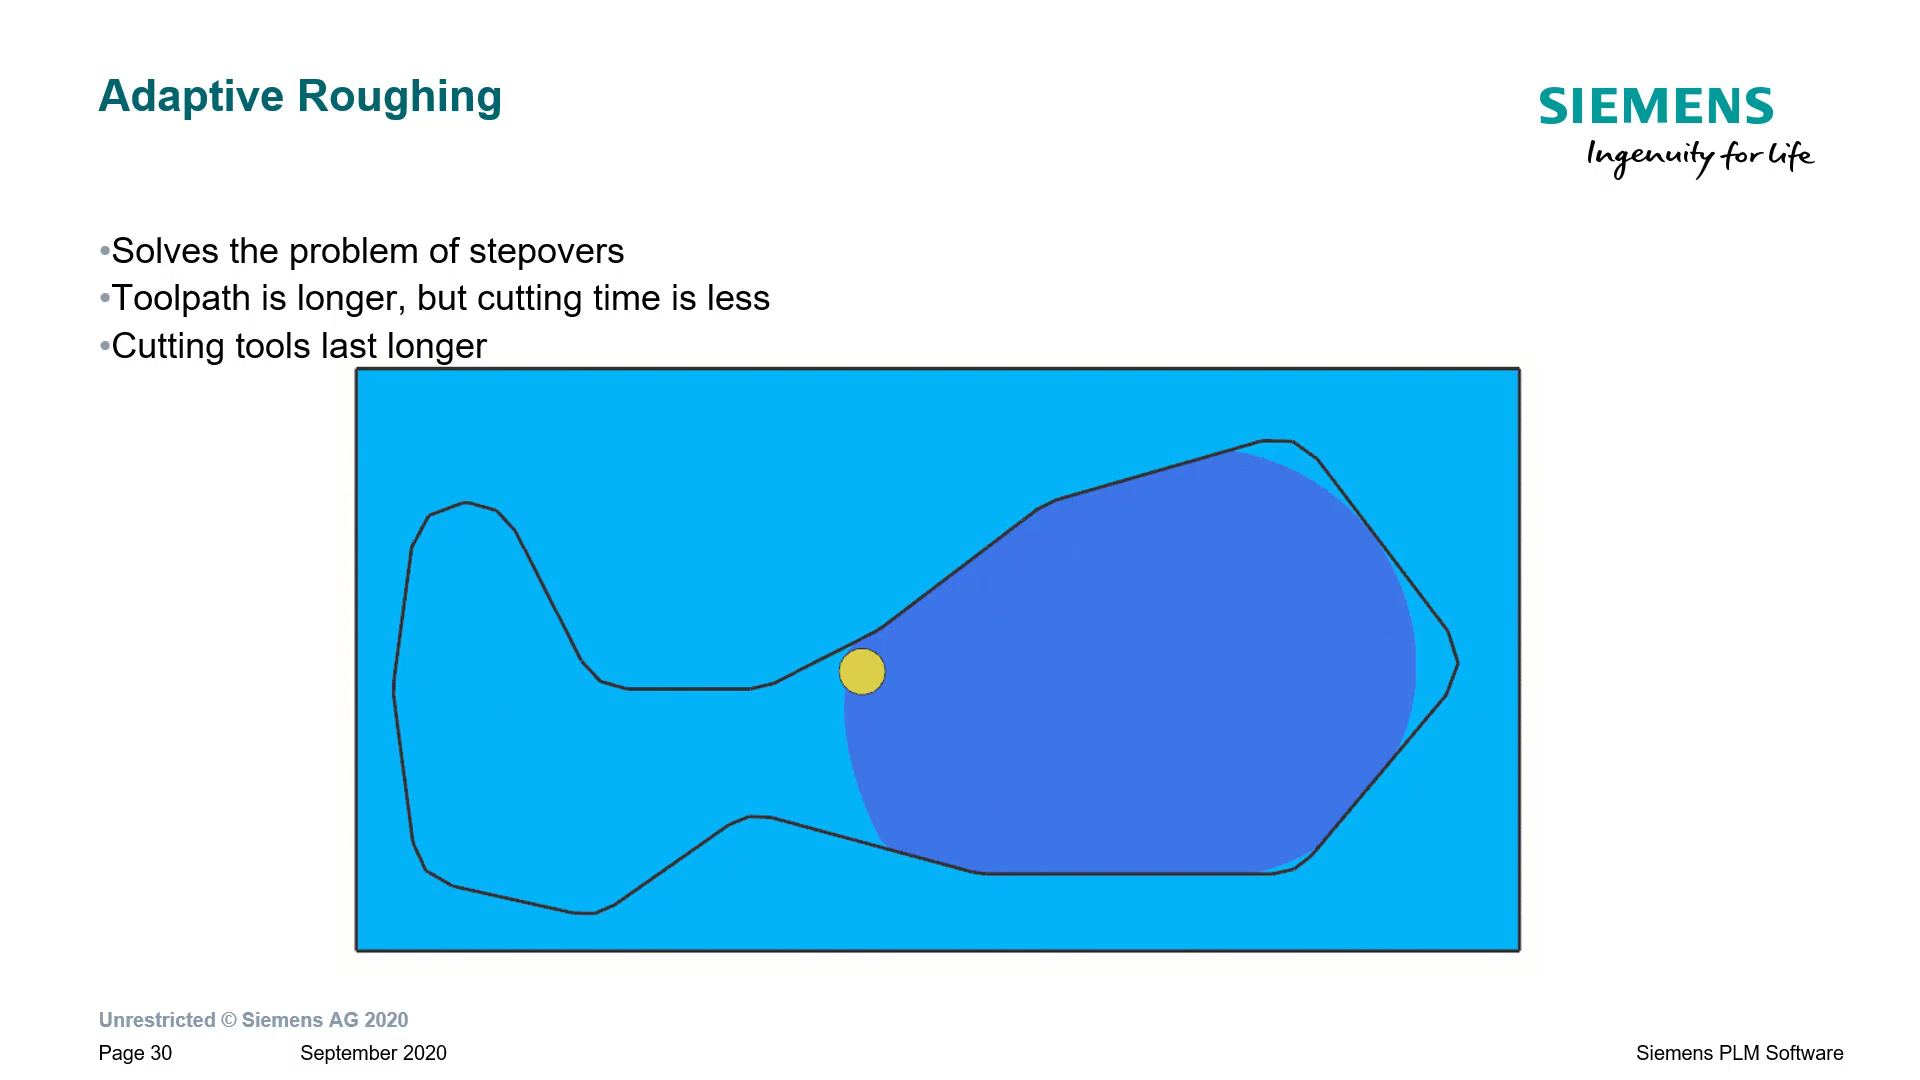 Adaptive Roughing
SIEMENS
Ingenuity for life
•Solves the problem of stepovers
•Toolpath is longer, but cutting time is less
•Cutting tools last longer
Unrestricted © Siemens AG 2020
Page 30 September 2020 Siemens PLM Software